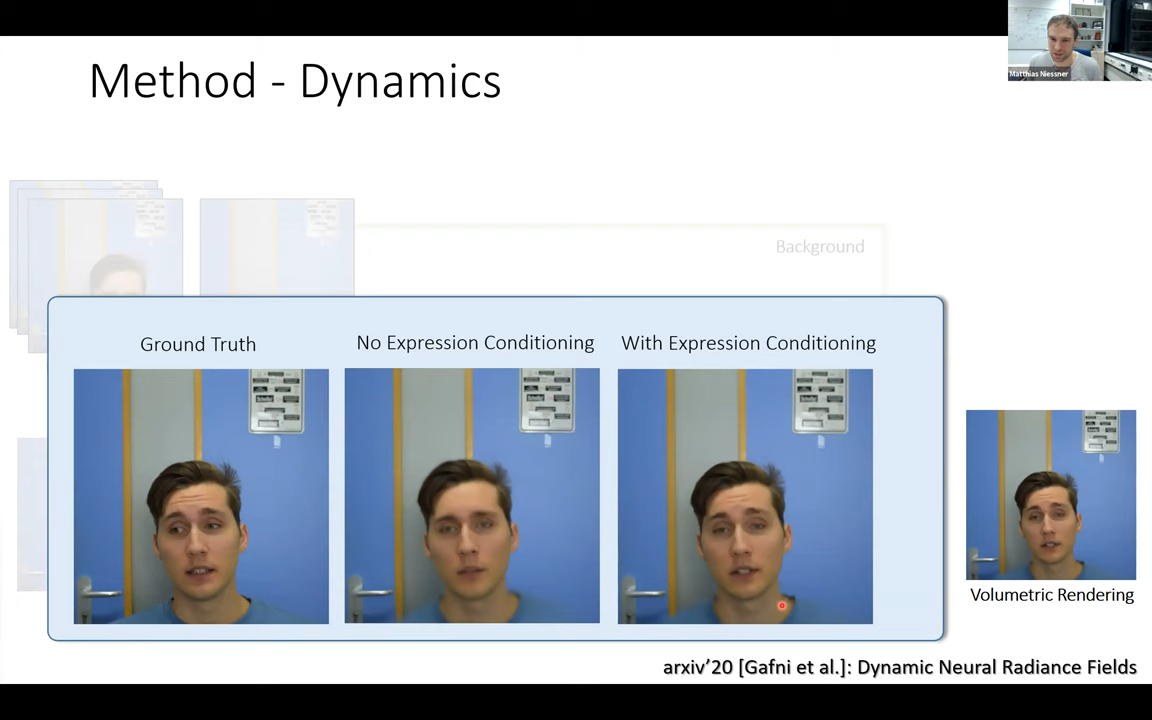 Method - Dynamics
Matthias Niessner
Background
Ground Truth
No Expression Conditioning
With Expression Conditioning
Volumetric Rendering
arxiv'20 [Gafni et al.]: Dynamic Neural Radiance Fields